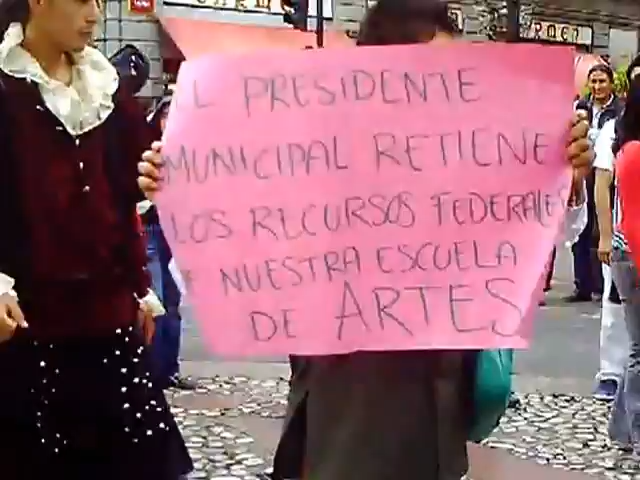 EL PRESIDENTE
MUNICIPAL RETIENE
LOS RECURSOS FEDERALES
NUESTRA ESCUELA
DE ARTES